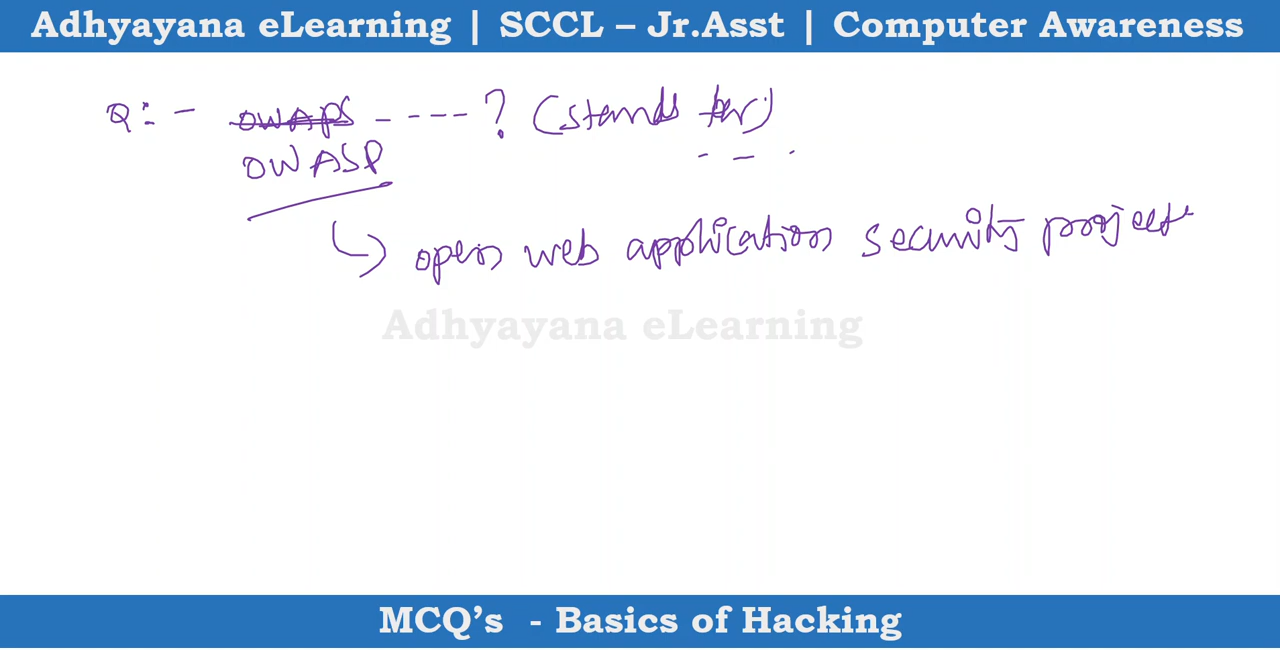 Adhyayana eLearning | SCCL – Jr.Asst | Computer Awareness
Q:- OWAPS ----? (stands for)
OWASP
open web application security project
Adhyayana eLearning
MCQ's - Basics of Hacking